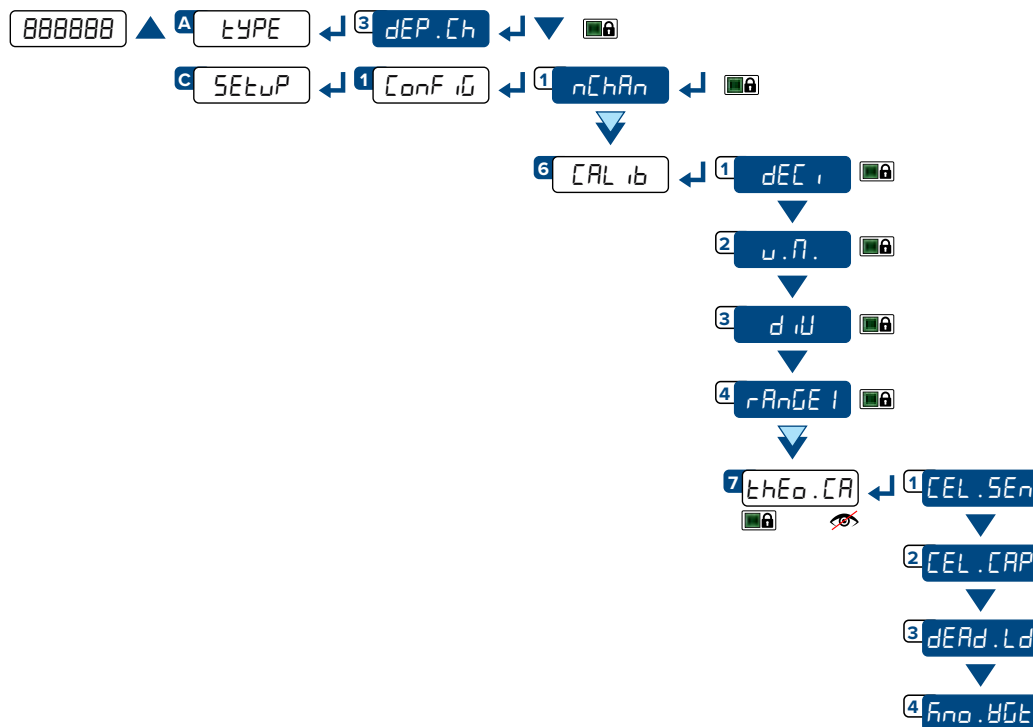 888888 A tYPE 3 dEP.Ch
C SEtuP 1 ConFiG 1 nChAn
6 CALib 1 dECi
2 u.M.
3 diU
4 rAnGE1
7 thEo.CA 1 CEL.SEn
2 CEL.CAP
3 dEAd.Ld
4 kno.WGt